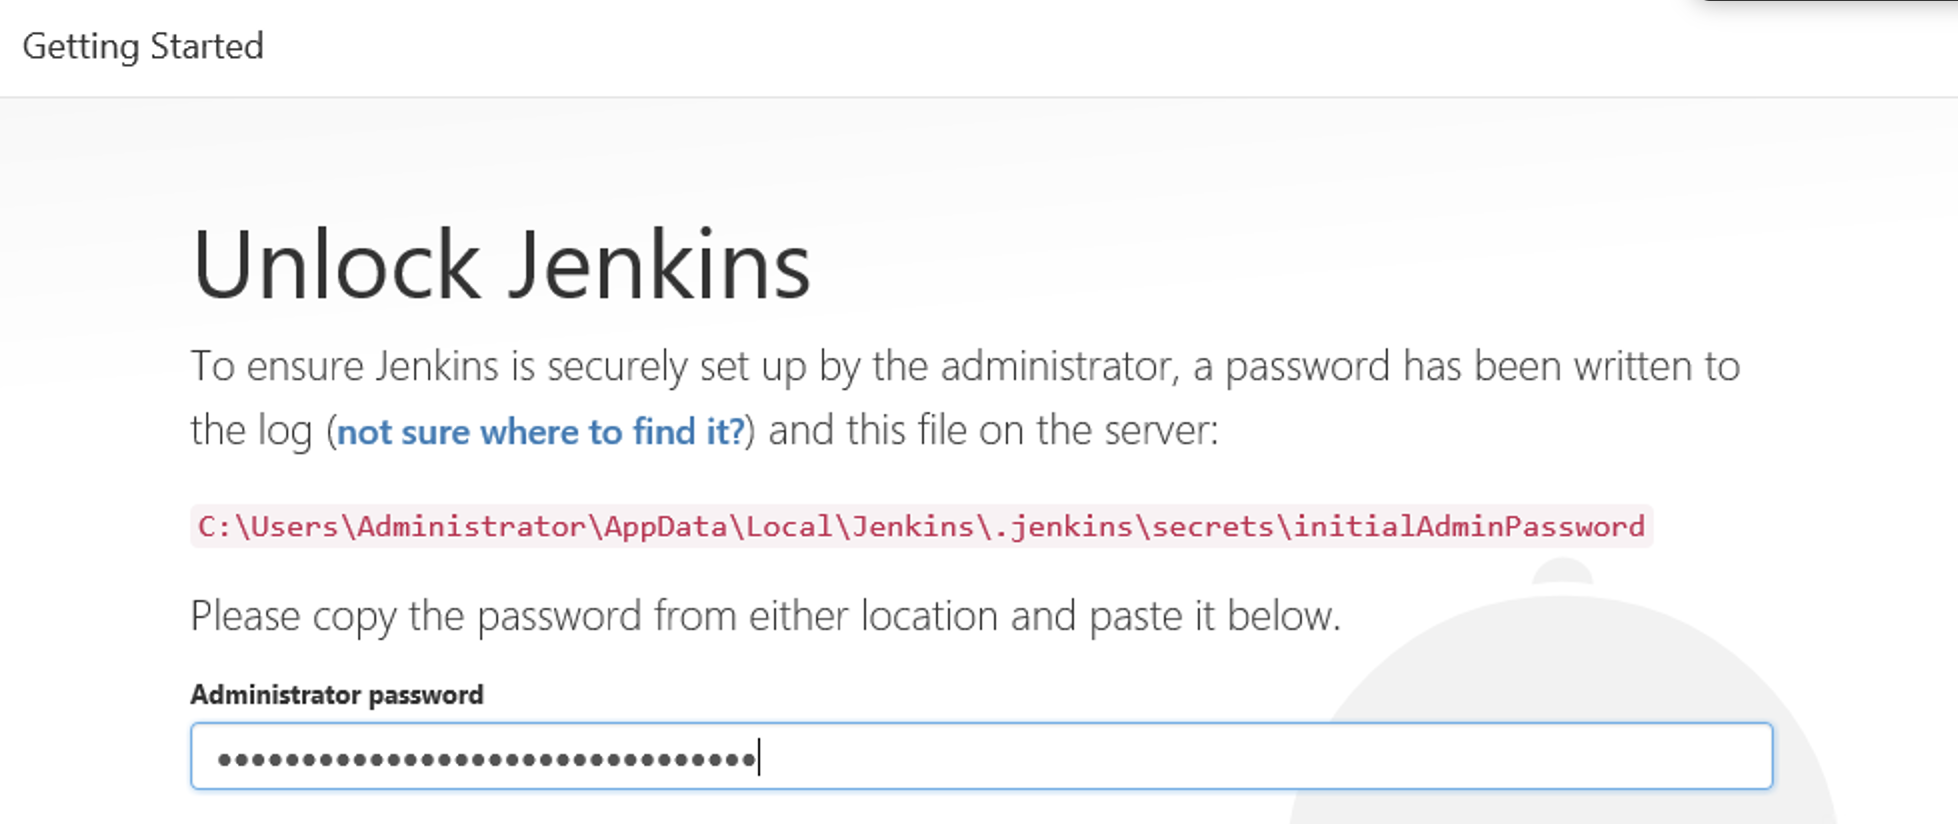 Getting Started
Unlock Jenkins
To ensure Jenkins is securely set up by the administrator, a password has been written to
the log (not sure where to find it?) and this file on the server:
C:\Users\Administrator\AppData\Local\Jenkins\.jenkins\secrets\initialAdminPassword
Please copy the password from either location and paste it below.
Administrator password
••••••••••••••••••••••••••••••••